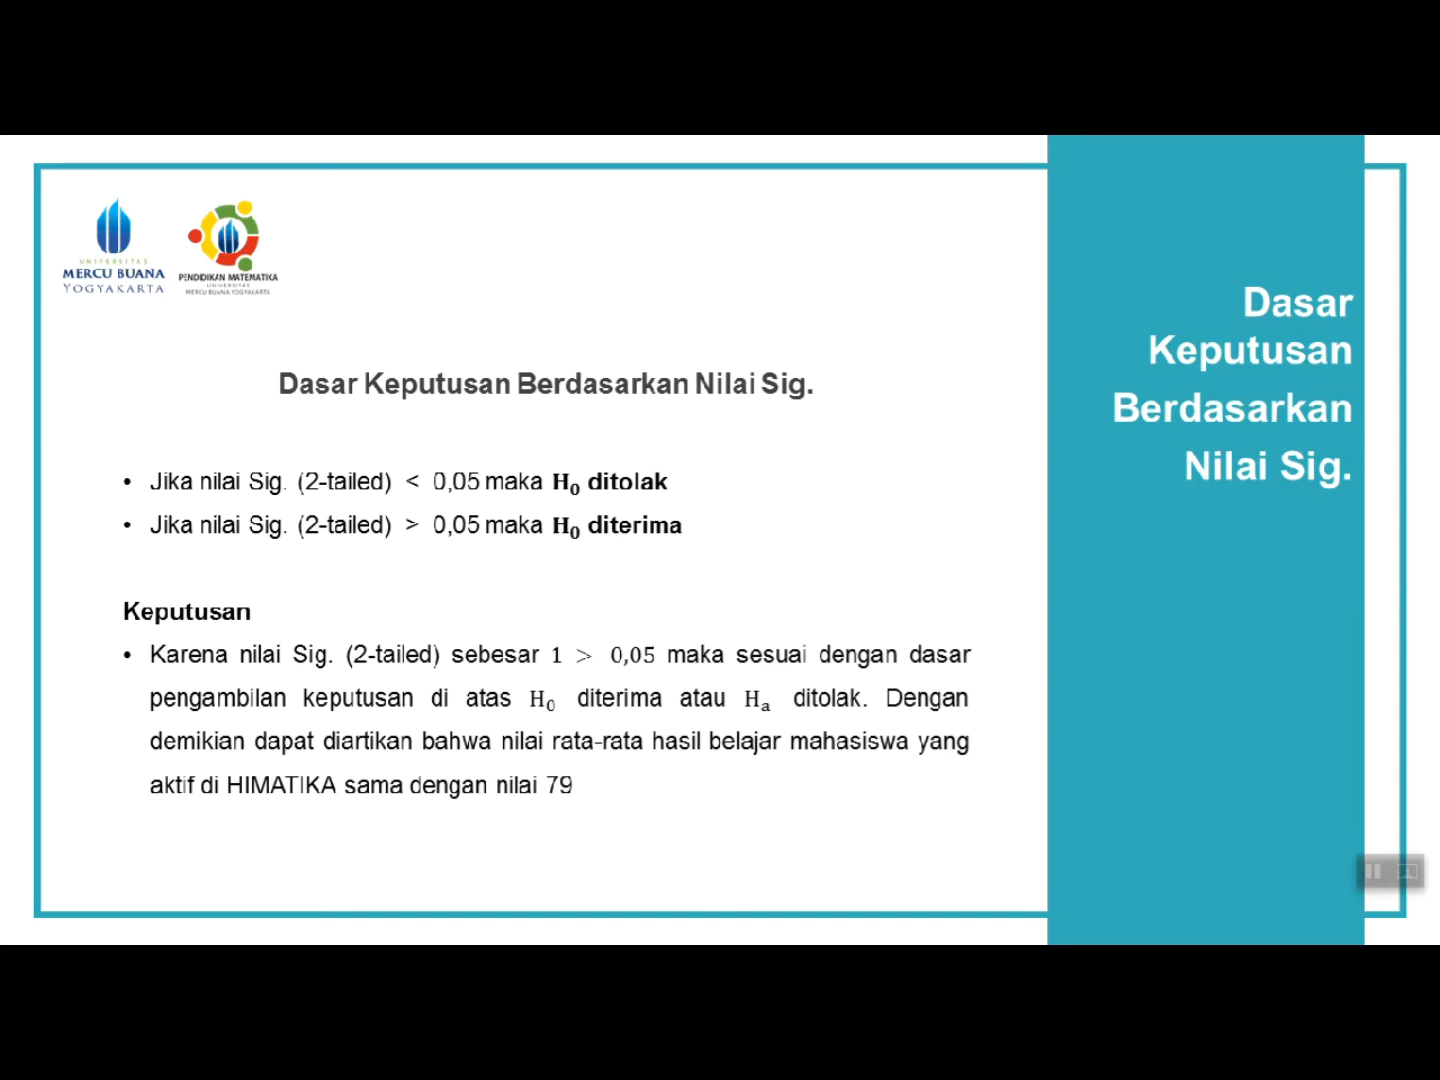 UNIVERSITAS
MERCU BUANA
YOGYAKARTA
PENDIDIKAN MATEMATIKA
UNIVERSITAS
MERCU BUANA YOGYAKARTA
Dasar Keputusan Berdasarkan Nilai Sig.
• Jika nilai Sig. (2-tailed) < 0,05 maka H₀ ditolak
• Jika nilai Sig. (2-tailed) > 0,05 maka H₀ diterima
Keputusan
• Karena nilai Sig. (2-tailed) sebesar 1 > 0,05 maka sesuai dengan dasar
pengambilan keputusan di atas H₀ diterima atau Hₐ ditolak. Dengan
demikian dapat diartikan bahwa nilai rata-rata hasil belajar mahasiswa yang
aktif di HIMATIKA sama dengan nilai 79
Dasar
Keputusan
Berdasarkan
Nilai Sig.